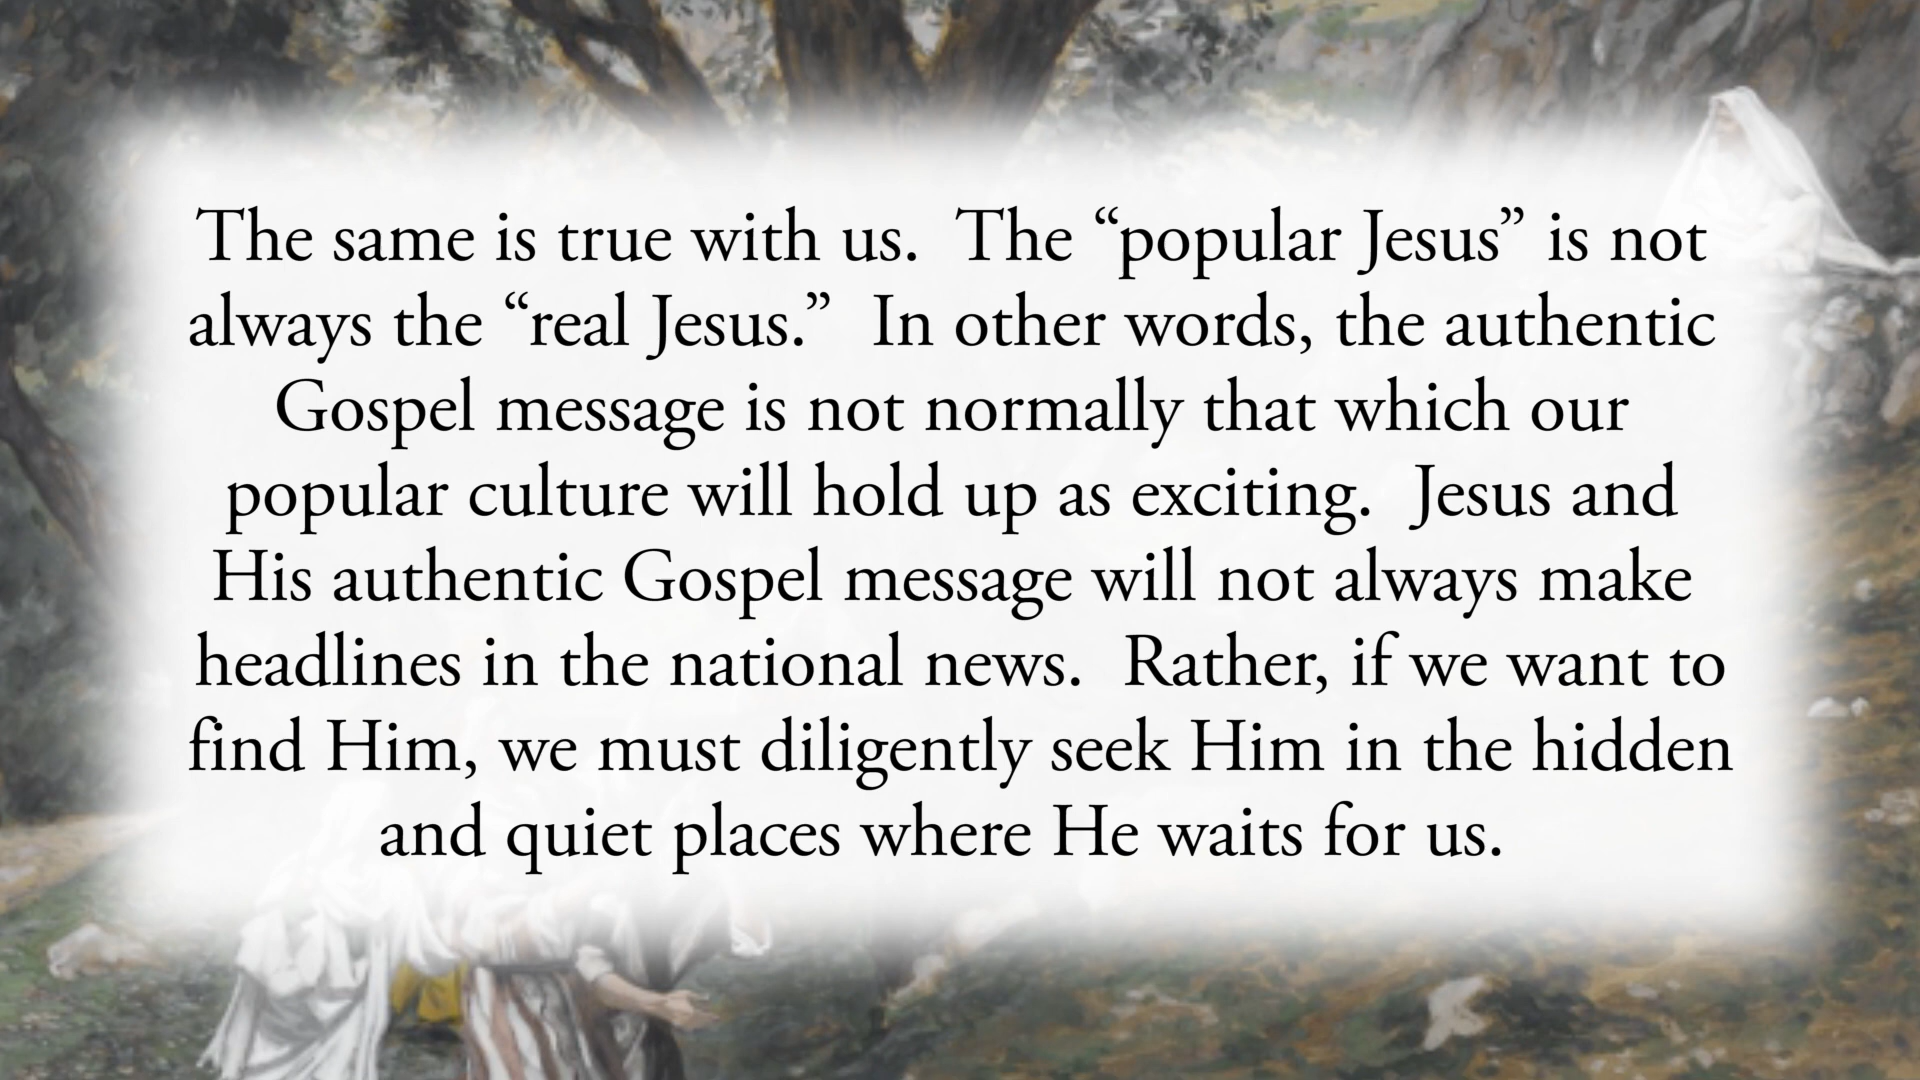 The same is true with us.  The “popular Jesus” is not
always the “real Jesus.”  In other words, the authentic
Gospel message is not normally that which our
popular culture will hold up as exciting.  Jesus and
His authentic Gospel message will not always make
headlines in the national news.  Rather, if we want to
find Him, we must diligently seek Him in the hidden
and quiet places where He waits for us.